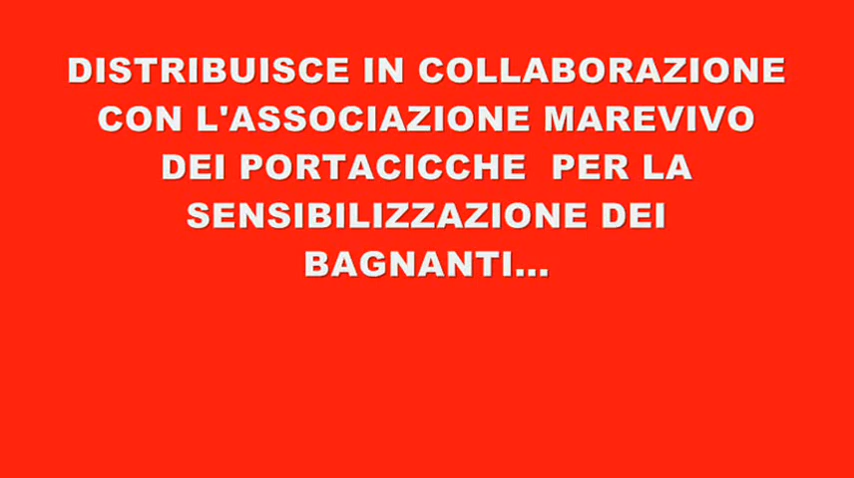 DISTRIBUISCE IN COLLABORAZIONE
CON L'ASSOCIAZIONE MAREVIVO
DEI PORTACICCHE  PER LA
SENSIBILIZZAZIONE DEI
BAGNANTI...